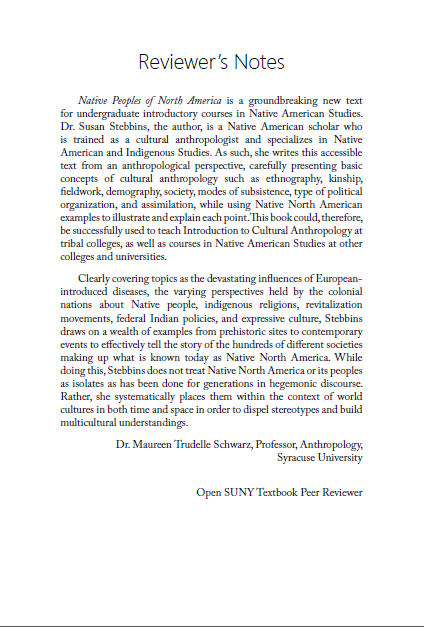 Reviewer's Notes
Native Peoples of North America is a groundbreaking new text
for undergraduate introductory courses in Native American Studies.
Dr. Susan Stebbins, the author, is a Native American scholar who
is trained as a cultural anthropologist and specializes in Native
American and Indigenous Studies. As such, she writes this accessible
text from an anthropological perspective, carefully presenting basic
concepts of cultural anthropology such as ethnography, kinship,
fieldwork, demography, society, modes of subsistence, type of political
organization, and assimilation, while using Native North American
examples to illustrate and explain each point. This book could, therefore,
be successfully used to teach Introduction to Cultural Anthropology at
tribal colleges, as well as courses in Native American Studies at other
colleges and universities.
Clearly covering topics as the devastating influences of European-
introduced diseases, the varying perspectives held by the colonial
nations about Native people, indigenous religions, revitalization
movements, federal Indian policies, and expressive culture, Stebbins
draws on a wealth of examples from prehistoric sites to contemporary
events to effectively tell the story of the hundreds of different societies
making up what is known today as Native North America. While
doing this, Stebbins does not treat Native North America or its peoples
as isolates as has been done for generations in hegemonic discourse.
Rather, she systematically places them within the context of world
cultures in both time and space in order to dispel stereotypes and build
multicultural understandings.
Dr. Maureen Trudelle Schwarz, Professor, Anthropology,
Syracuse University
Open SUNY Textbook Peer Reviewer